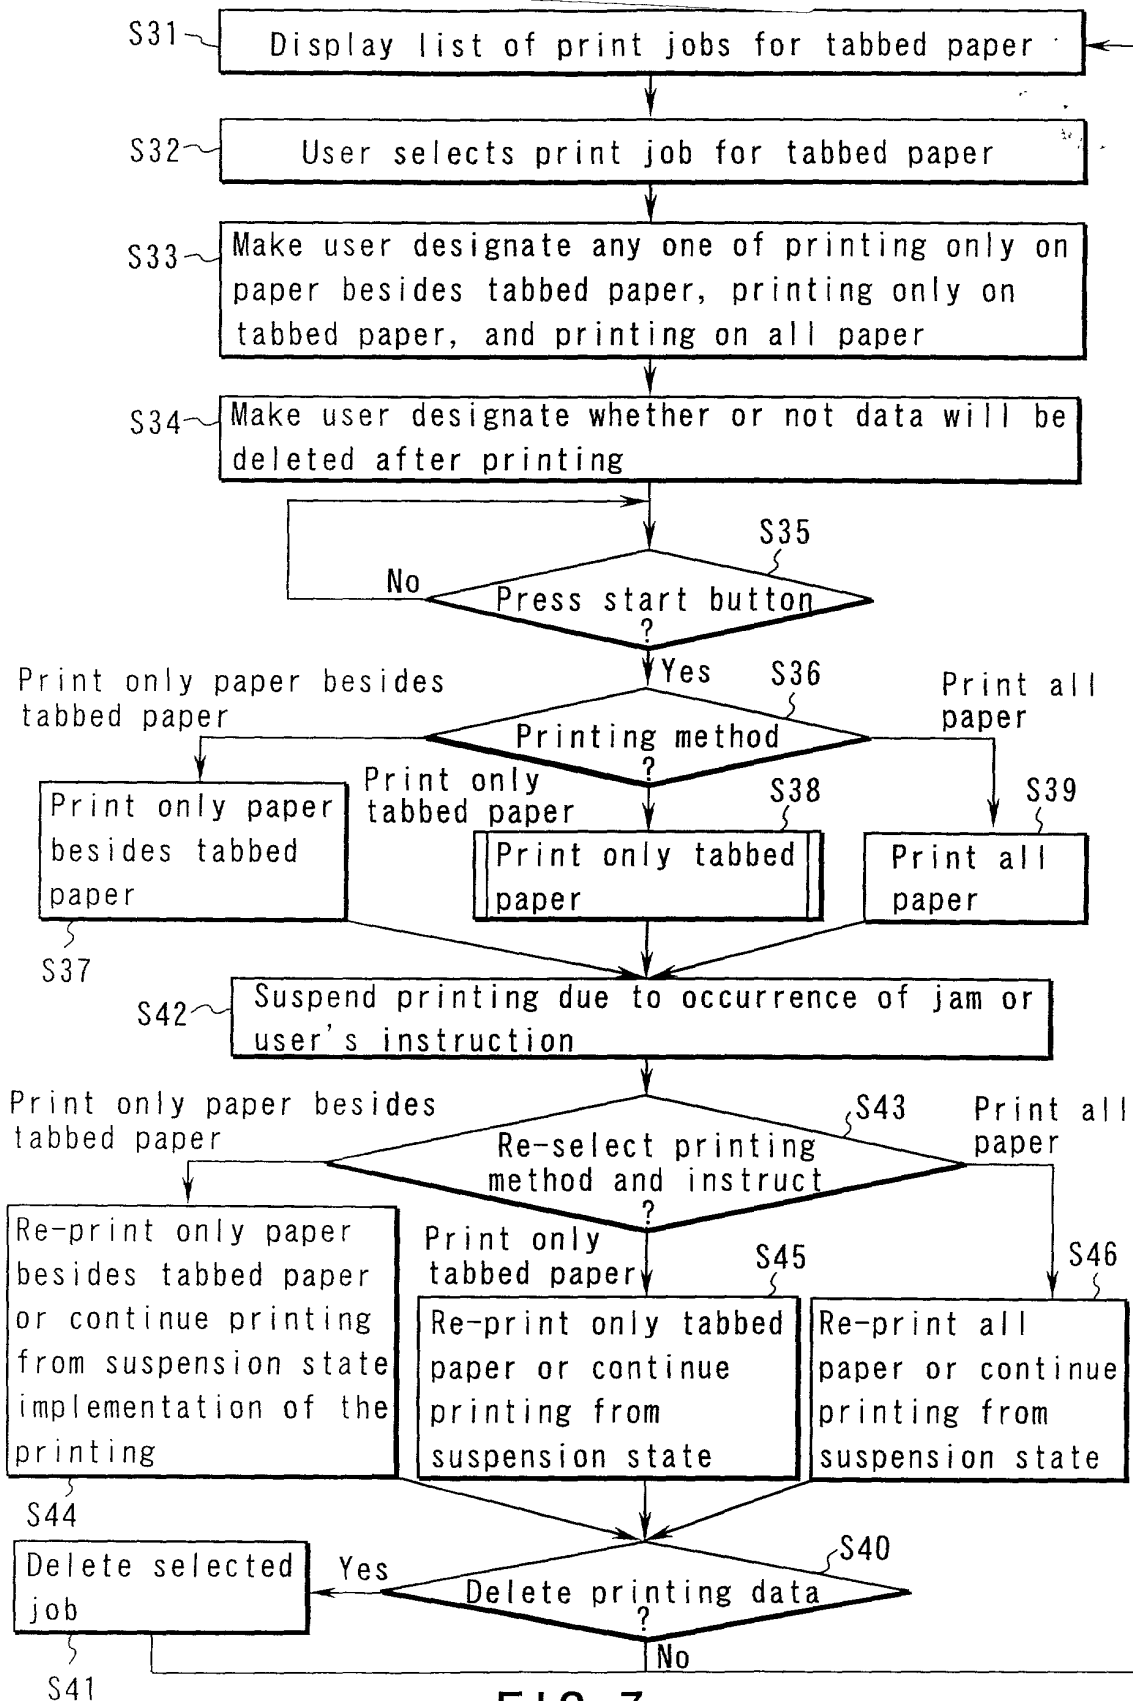 S31
Display list of print jobs for tabbed paper
S32
User selects print job for tabbed paper
S33
Make user designate any one of printing only on
paper besides tabbed paper, printing only on
tabbed paper, and printing on all paper
S34
Make user designate whether or not data will be
deleted after printing
S35
No
Press start button
?
Yes
S36
Print only paper besides
tabbed paper
Print all
paper
Printing method
?
Print only
tabbed paper
S38
S39
Print only paper
besides tabbed
paper
Print only tabbed
paper
Print all
paper
S37
S42
Suspend printing due to occurrence of jam or
user's instruction
Print only paper besides
tabbed paper
S43
Print all
paper
Re-select printing
method and instruct
?
Print only
tabbed paper
S45
S46
Re-print only paper
besides tabbed paper
or continue printing
from suspension state
implementation of the
printing
Re-print only tabbed
paper or continue
printing from
suspension state
Re-print all
paper or continue
printing from
suspension state
S44
S40
Delete selected
job
Yes
Delete printing data
?
No
S41